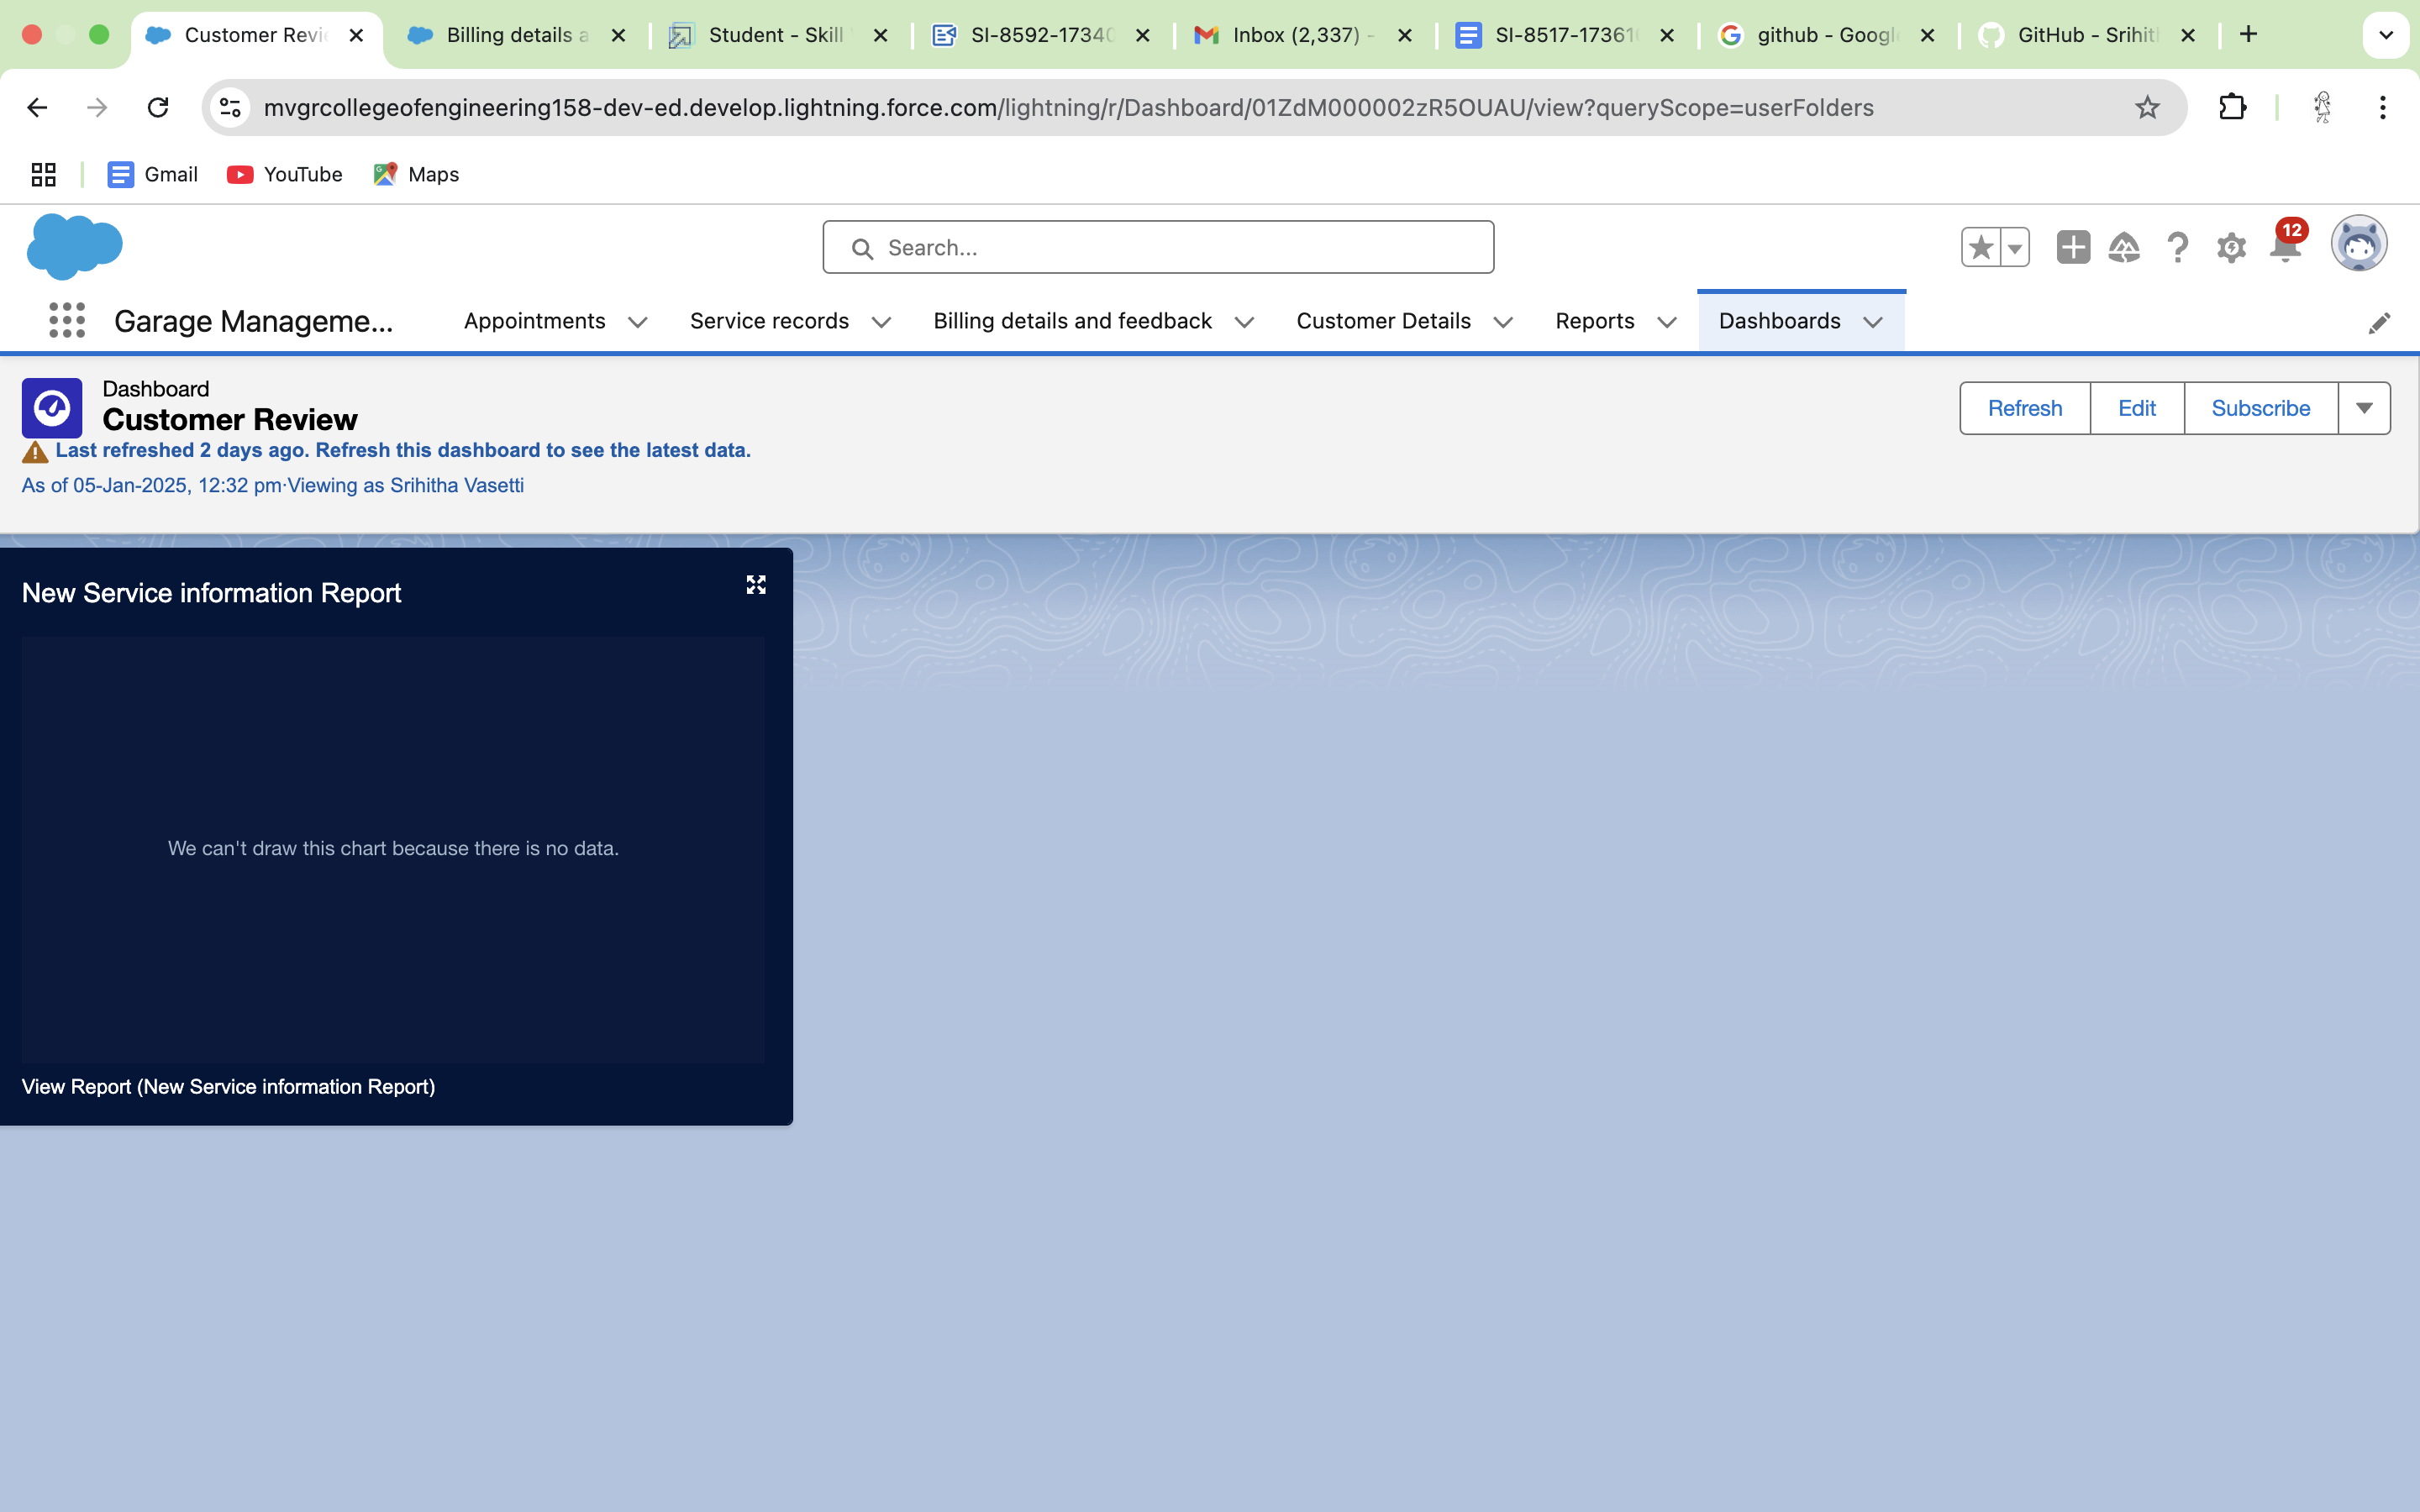 Customer Revi
Billing details a
Student - Skill
SI-8592-1734
Inbox (2,337) -
SI-8517-17361
github - Googl
GitHub - Srihit
mvgrcollegeofengineering158-dev-ed.develop.lightning.force.com/lightning/r/Dashboard/01ZdM000002zR5OUAU/view?queryScope=userFolders
Gmail
YouTube
Maps
Search...
12
Garage Manageme...
Appointments
Service records
Billing details and feedback
Customer Details
Reports
Dashboards
Dashboard
Customer Review
Last refreshed 2 days ago. Refresh this dashboard to see the latest data.
As of 05-Jan-2025, 12:32 pm·Viewing as Srihitha Vasetti
Refresh
Edit
Subscribe
New Service information Report
We can't draw this chart because there is no data.
View Report (New Service information Report)